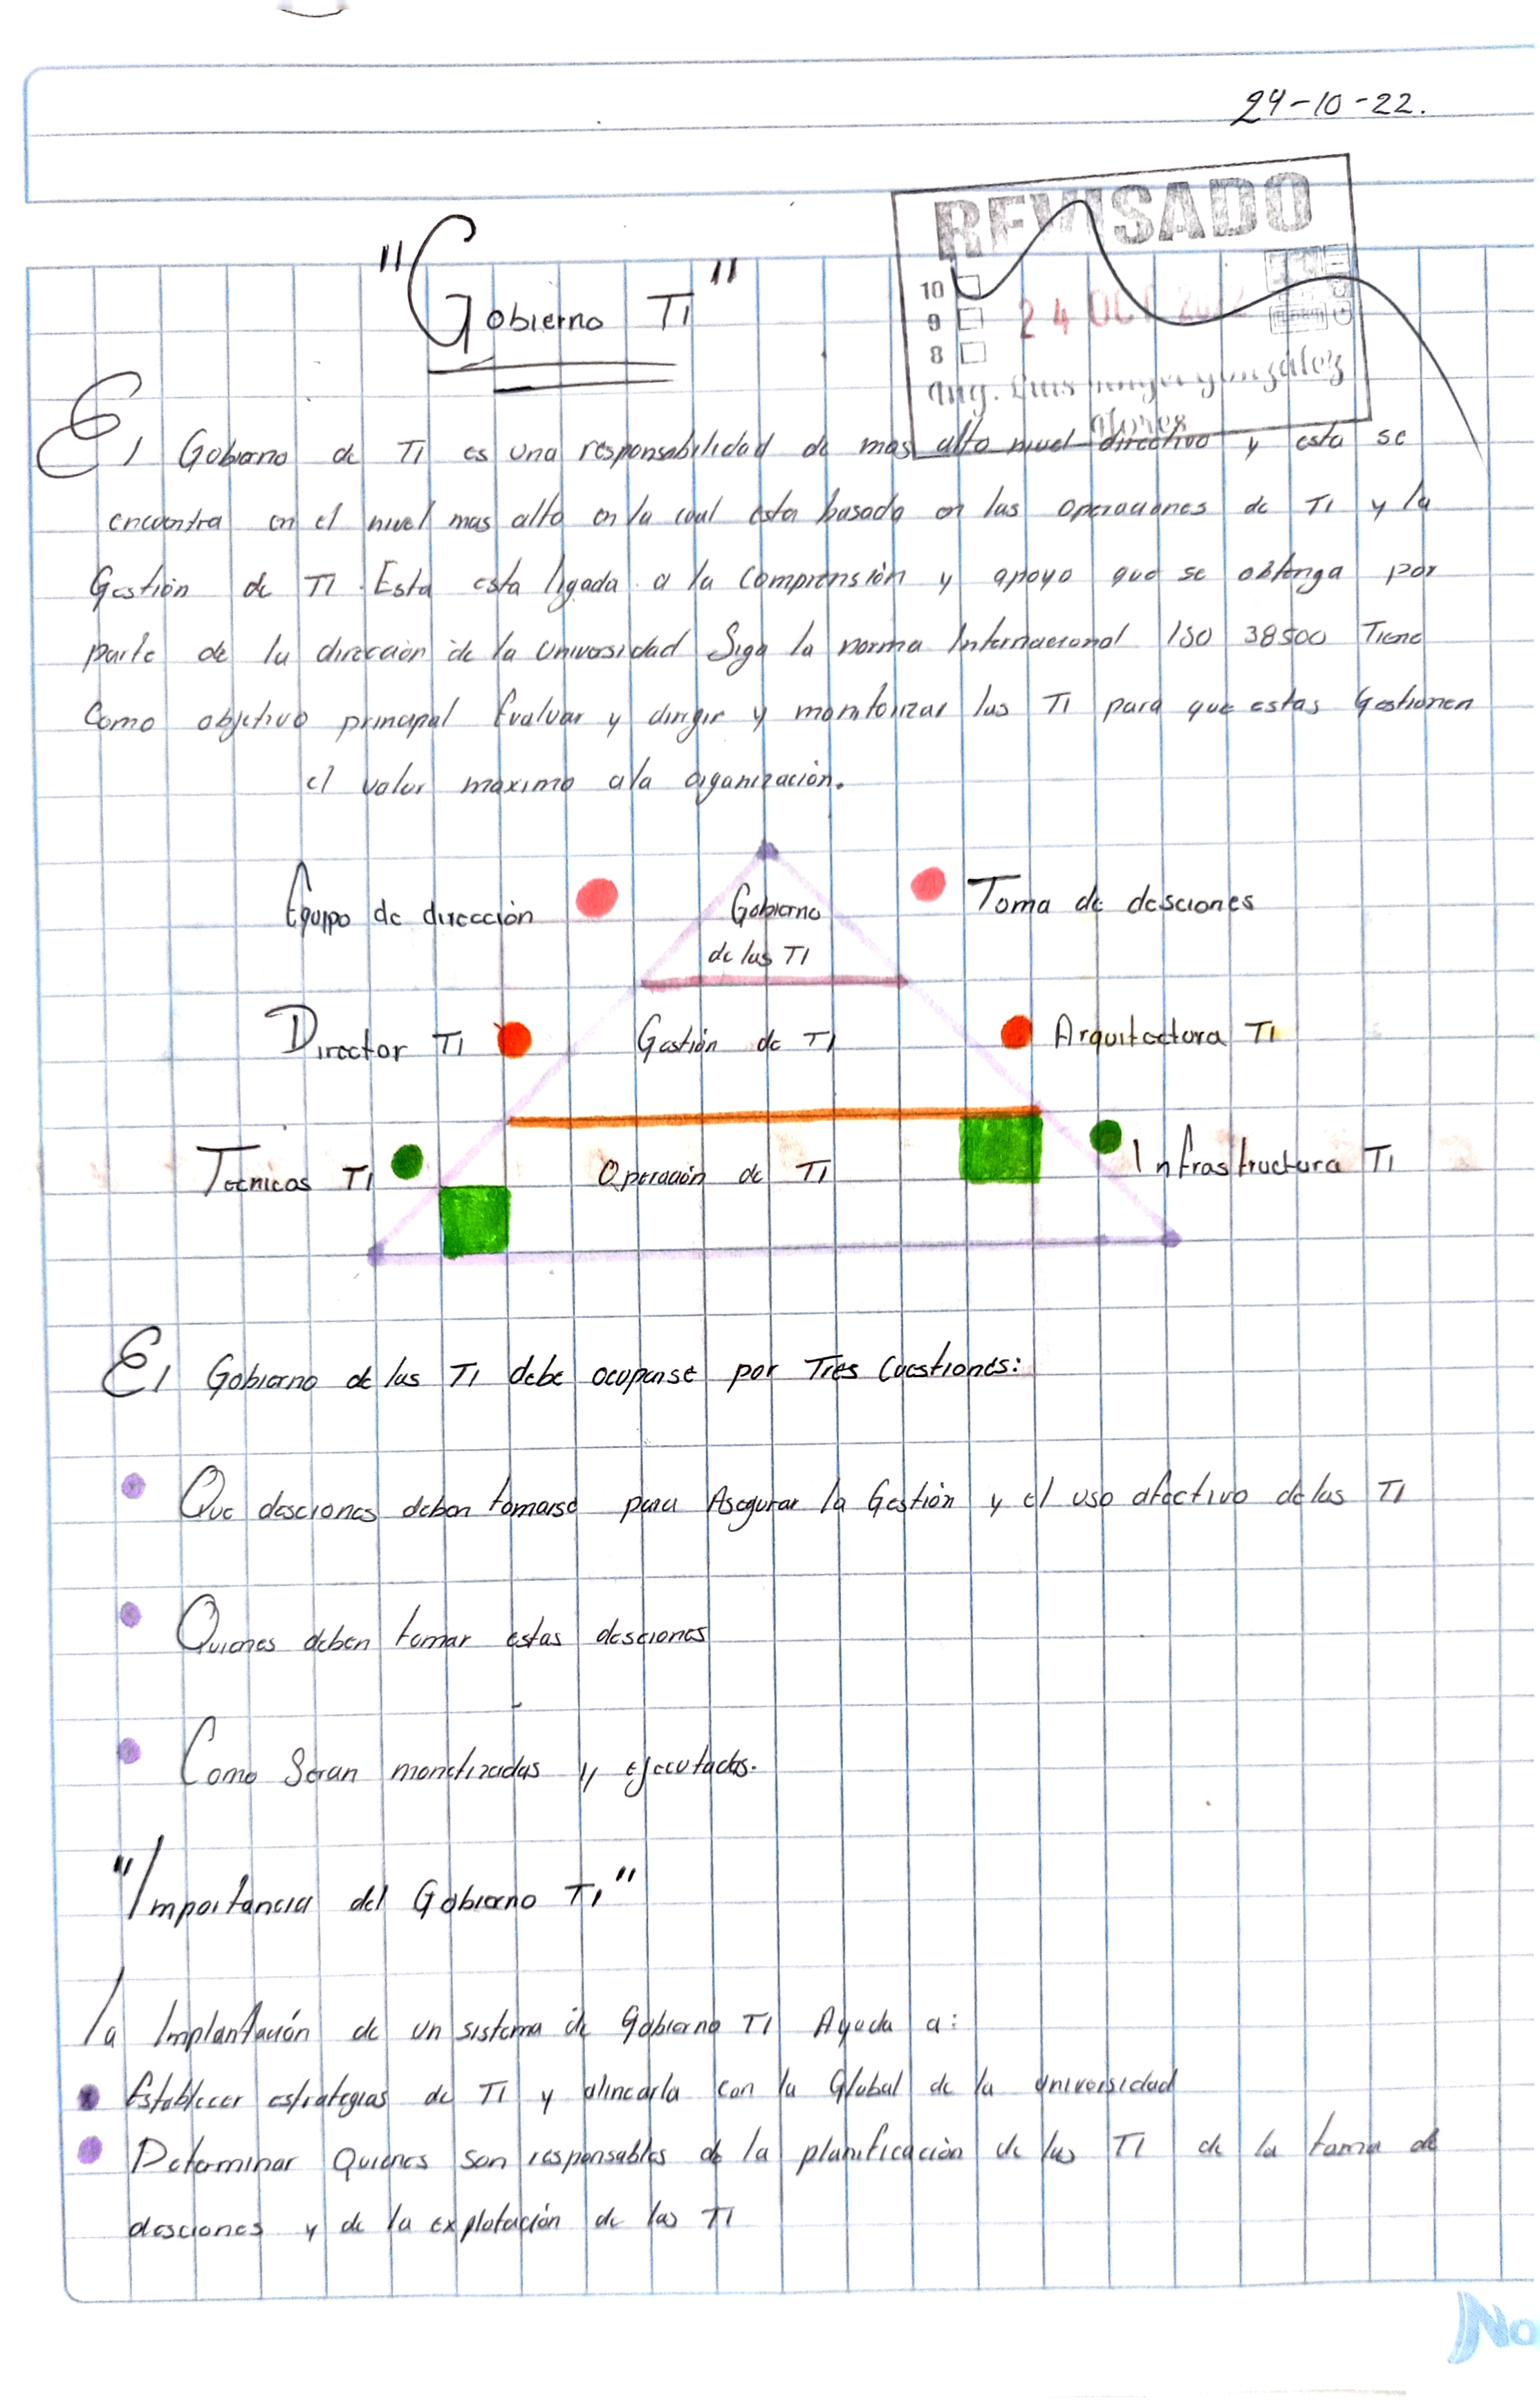 24-10-22.
REVISADO
"Gobierno TI"
10
9
24 OCT 2022
8
Ing. Luis González
Flores
El Gobierno de TI es una responsabilidad de mas alto nivel directivo y esta se
encuentra en el nivel mas alto en la cual esta basado en las operaciones de TI y la
Gestión de TI. Esta esta ligada a la Comprensión y apoyo que se obtenga por
parte de la dirección de la universidad Siga la norma Internacional ISO 38500 Tiene
Como objetivo principal Evaluar y dirigir y monitorizar las TI para que estas Gestionen
el valor maximo a la organización.
Equipo de dirección
Gobierno
de las TI
Toma de desciones
Director TI
Gestión de TI
Arquitectura TI
Tecnicos TI
Operación de TI
Infrastructura TI
El Gobierno de las TI debe ocuparse por Tres Cuestiones:
Que desciones deben tomarse para Asegurar la Gestión y el uso afectivo de las TI
Quienes deben tomar estas desciones
Como Seran monetizadas y ejecutadas.
"Importancia del Gobierno TI"
la Implantación de un sistema de Gobierno TI Ayuda a:
Establecer estrategias de TI y alinearla con la Global de la universidad
Determinar Quienes son responsables de la planificación de las TI de la toma de
desciones y de la explotación de las TI
No